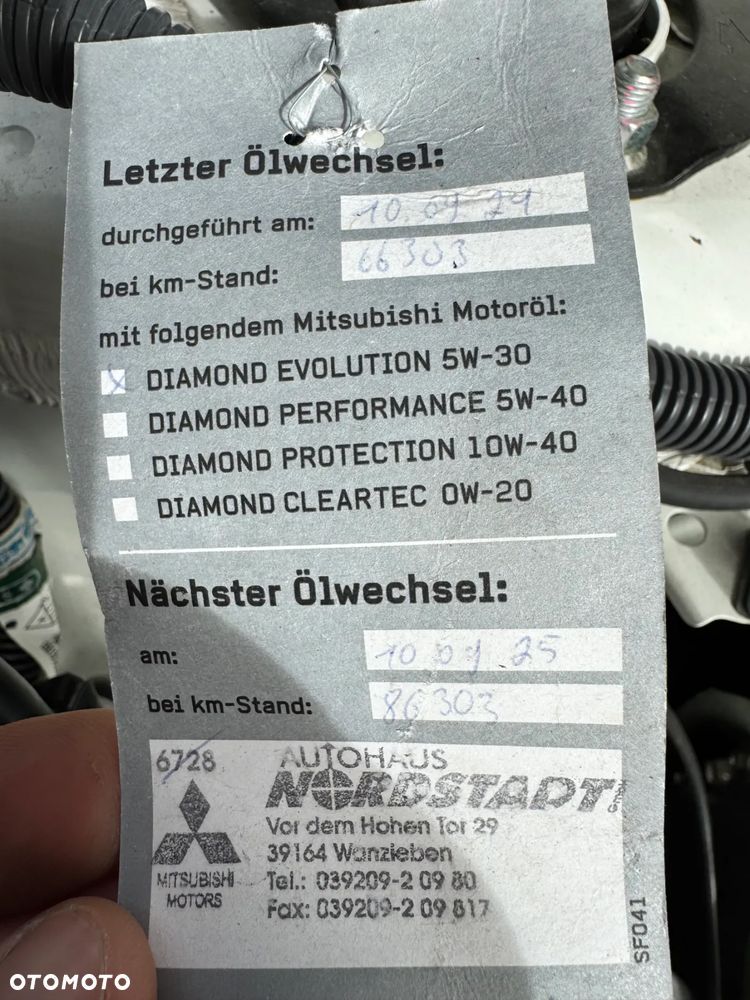 Letzter Ölwechsel:
durchgeführt am: 10.09 24
bei km-Stand: 66303
mit folgendem Mitsubishi Motoröl:
X DIAMOND EVOLUTION 5W-30
DIAMOND PERFORMANCE 5W-40
DIAMOND PROTECTION 10W-40
DIAMOND CLEARTEC 0W-20
Nächster Ölwechsel:
am: 10 09 25
bei km-Stand: 86303
6728 AUTOHAUS
NORDSTADT
Vor dem Hohen Tor 29
39164 Wanzleben
MITSUBISHI Tel.: 039209-2 09 80
MOTORS Fax: 039209-2 09 817
SF041
OTOMOTO